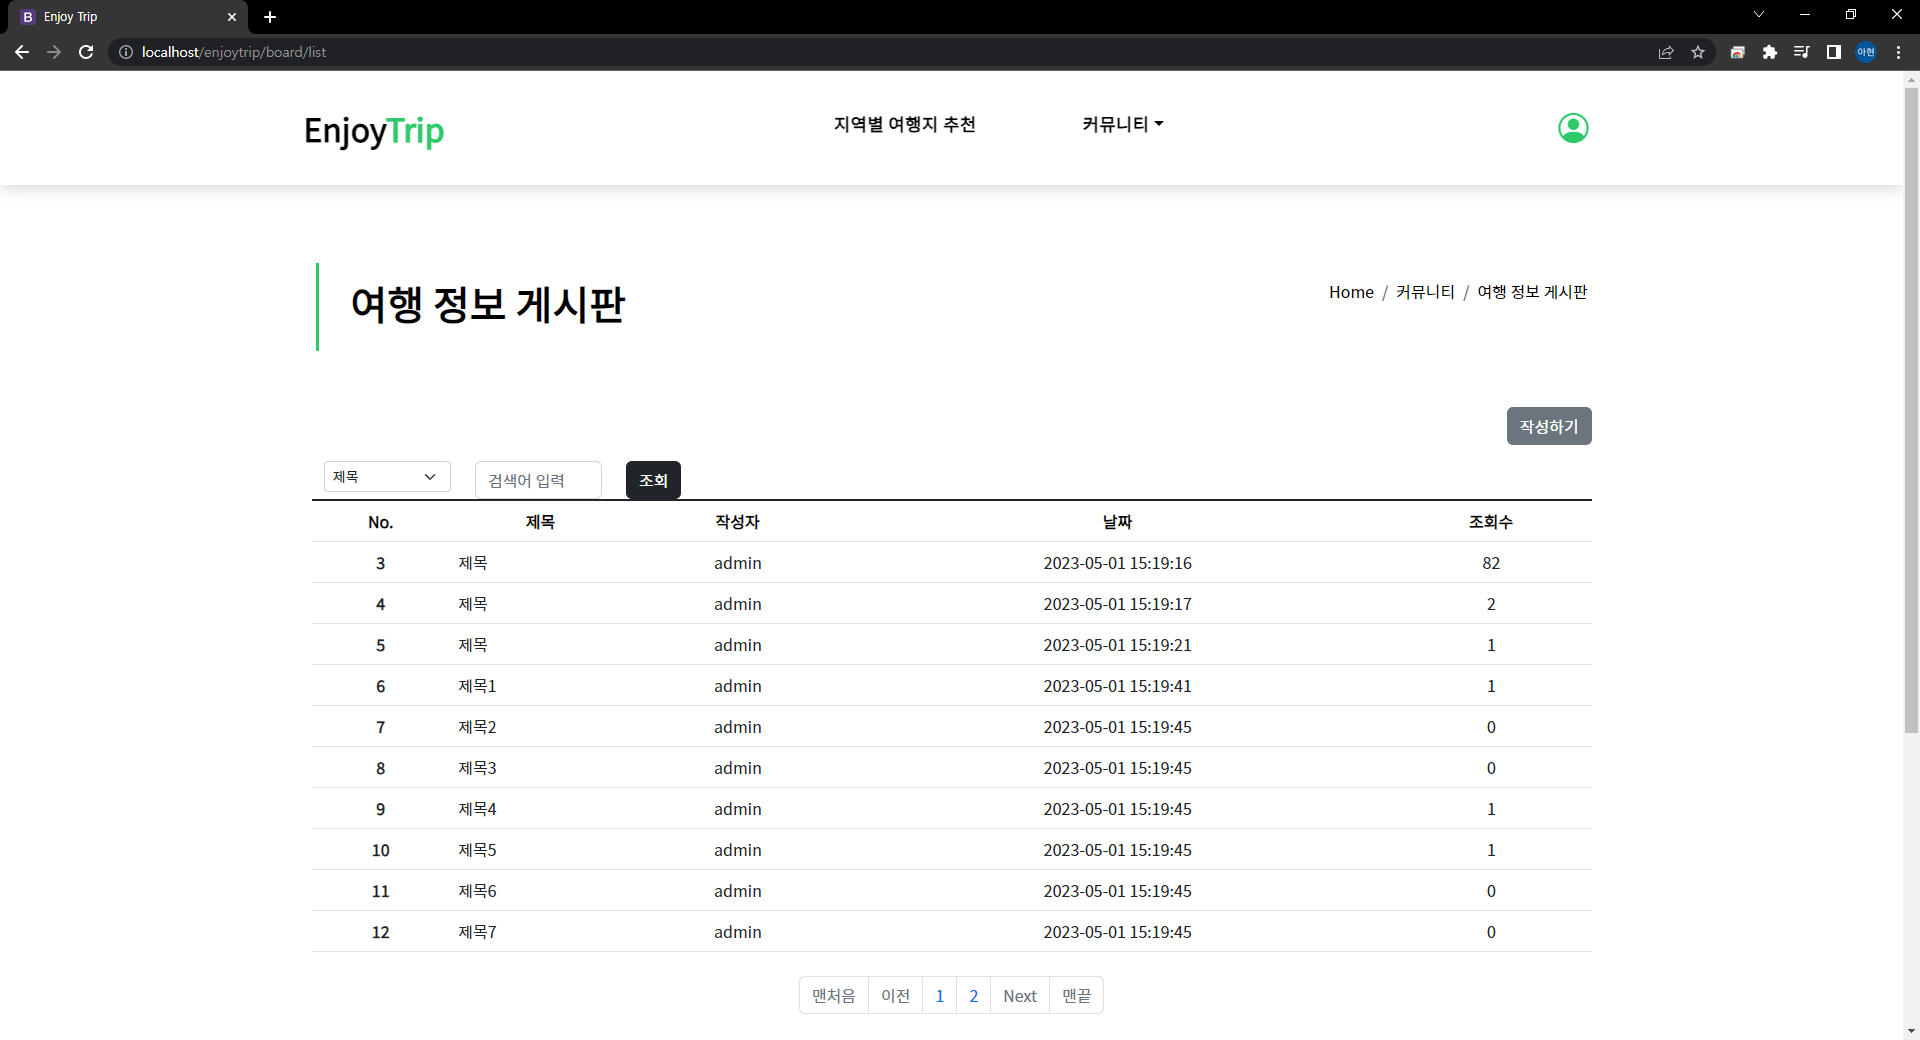 B Enjoy Trip
localhost/enjoytrip/board/list
아현
EnjoyTrip 지역별 여행지 추천 커뮤니티
여행 정보 게시판
Home / 커뮤니티 / 여행 정보 게시판
작성하기
제목 검색어 입력 조회
No. 제목 작성자 날짜 조회수
3 제목 admin 2023-05-01 15:19:16 82
4 제목 admin 2023-05-01 15:19:17 2
5 제목 admin 2023-05-01 15:19:21 1
6 제목1 admin 2023-05-01 15:19:41 1
7 제목2 admin 2023-05-01 15:19:45 0
8 제목3 admin 2023-05-01 15:19:45 0
9 제목4 admin 2023-05-01 15:19:45 1
10 제목5 admin 2023-05-01 15:19:45 1
11 제목6 admin 2023-05-01 15:19:45 0
12 제목7 admin 2023-05-01 15:19:45 0
맨처음 이전 1 2 Next 맨끝